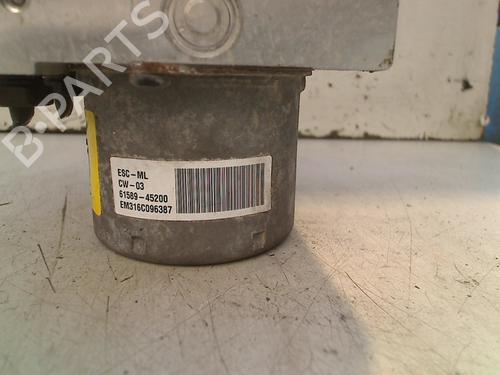 B-PARTS
ESC-ML
CW-03
61589-45200
EM316C096387